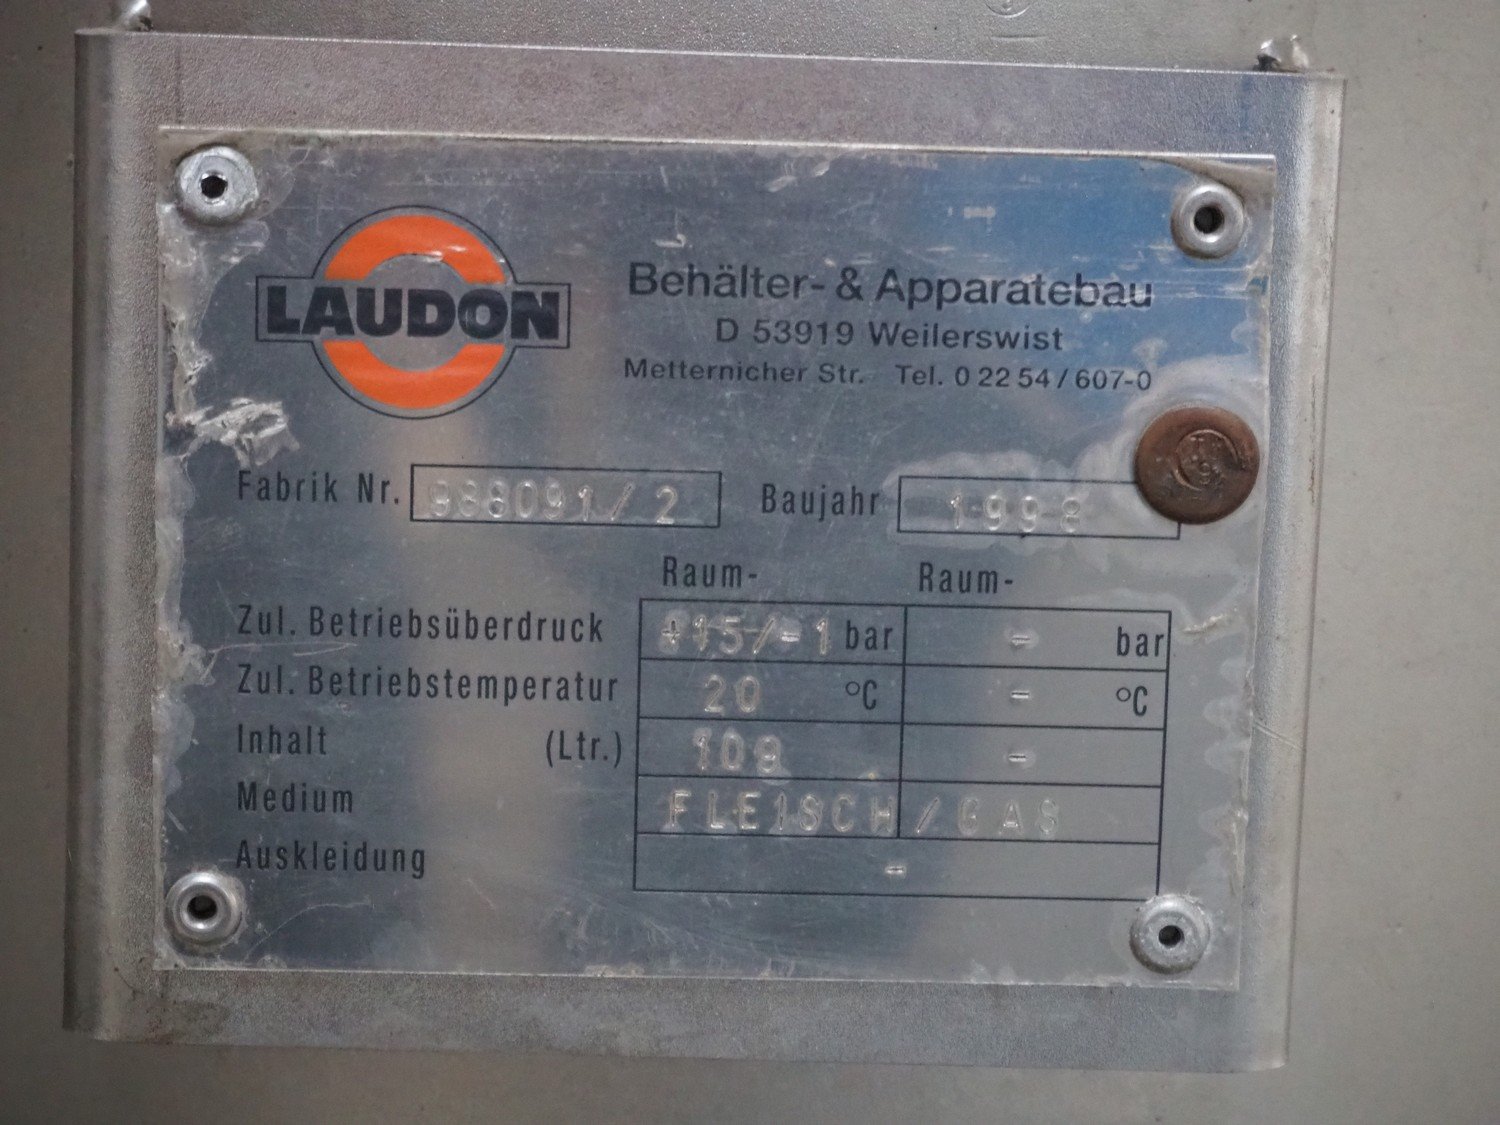 LAUDON
Behälter- & Apparatebau
D 53919 Weilerswist
Metternicher Str. Tel. 0 22 54 / 607-0
Fabrik Nr. 988091/2 Baujahr 1998
Raum- Raum-
Zul. Betriebsüberdruck +15/-1 bar - bar
Zul. Betriebstemperatur 20 °C - °C
Inhalt (Ltr.) 109 -
Medium FLEISCH/GAS
Auskleidung -